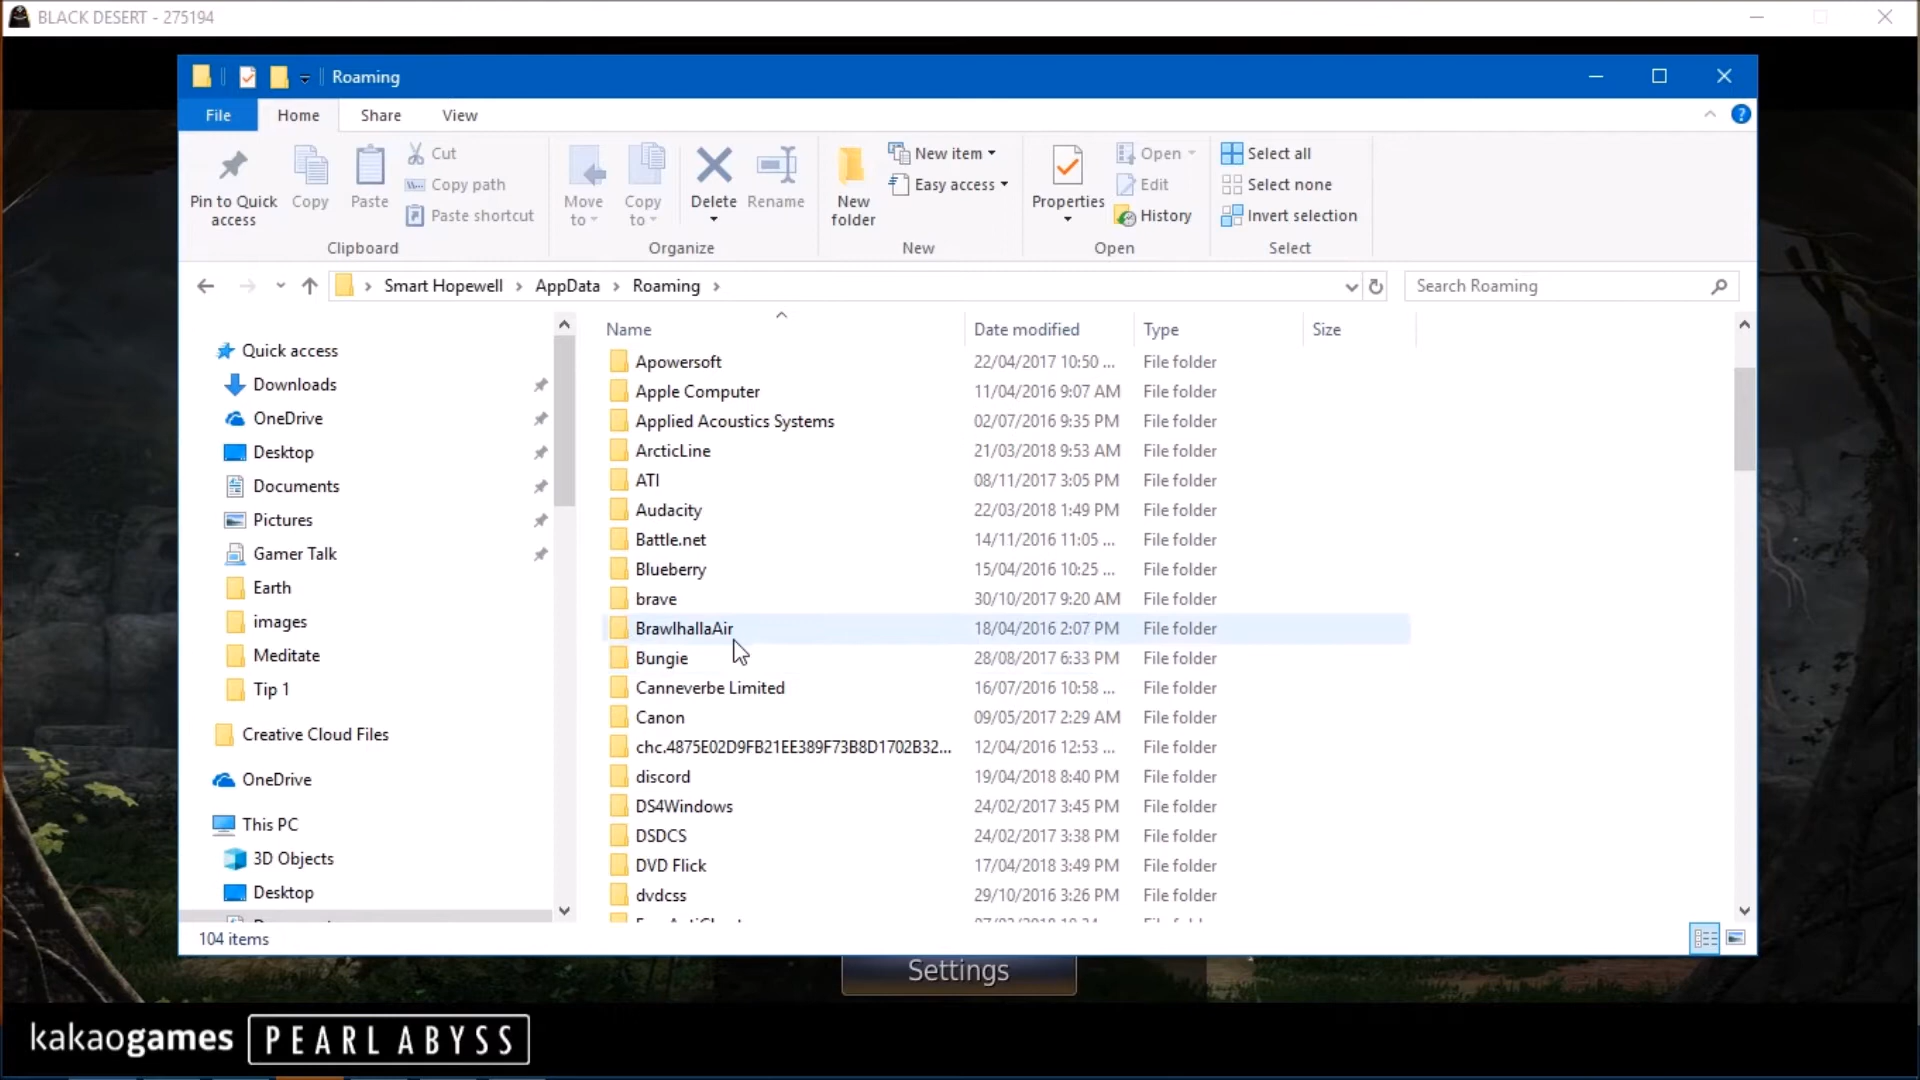 BLACK DESERT - 275194
Roaming
File Home Share View
Pin to Quick access
Copy
Paste
Cut
Copy path
Paste shortcut
Clipboard
Move to
Copy to
Delete
Rename
Organize
New folder
New item
Easy access
New
Properties
Open
Edit
History
Open
Select all
Select none
Invert selection
Select
Smart Hopewell > AppData > Roaming >
Search Roaming
Quick access
Downloads
OneDrive
Desktop
Documents
Pictures
Gamer Talk
Earth
images
Meditate
Tip 1
Creative Cloud Files
OneDrive
This PC
3D Objects
Desktop
Name Date modified Type Size
Apowersoft 22/04/2017 10:50 ... File folder
Apple Computer 11/04/2016 9:07 AM File folder
Applied Acoustics Systems 02/07/2016 9:35 PM File folder
ArcticLine 21/03/2018 9:53 AM File folder
ATI 08/11/2017 3:05 PM File folder
Audacity 22/03/2018 1:49 PM File folder
Battle.net 14/11/2016 11:05 ... File folder
Blueberry 15/04/2016 10:25 ... File folder
brave 30/10/2017 9:20 AM File folder
BrawlhallaAir 18/04/2016 2:07 PM File folder
Bungie 28/08/2017 6:33 PM File folder
Canneverbe Limited 16/07/2016 10:58 ... File folder
Canon 09/05/2017 2:29 AM File folder
chc.4875E02D9FB21EE389F73B8D1702B32... 12/04/2016 12:53 ... File folder
discord 19/04/2018 8:40 PM File folder
DS4Windows 24/02/2017 3:45 PM File folder
DSDCS 24/02/2017 3:38 PM File folder
DVD Flick 17/04/2018 3:49 PM File folder
dvdcss 29/10/2016 3:26 PM File folder
104 items
Settings
kakaogames PEARL ABYSS